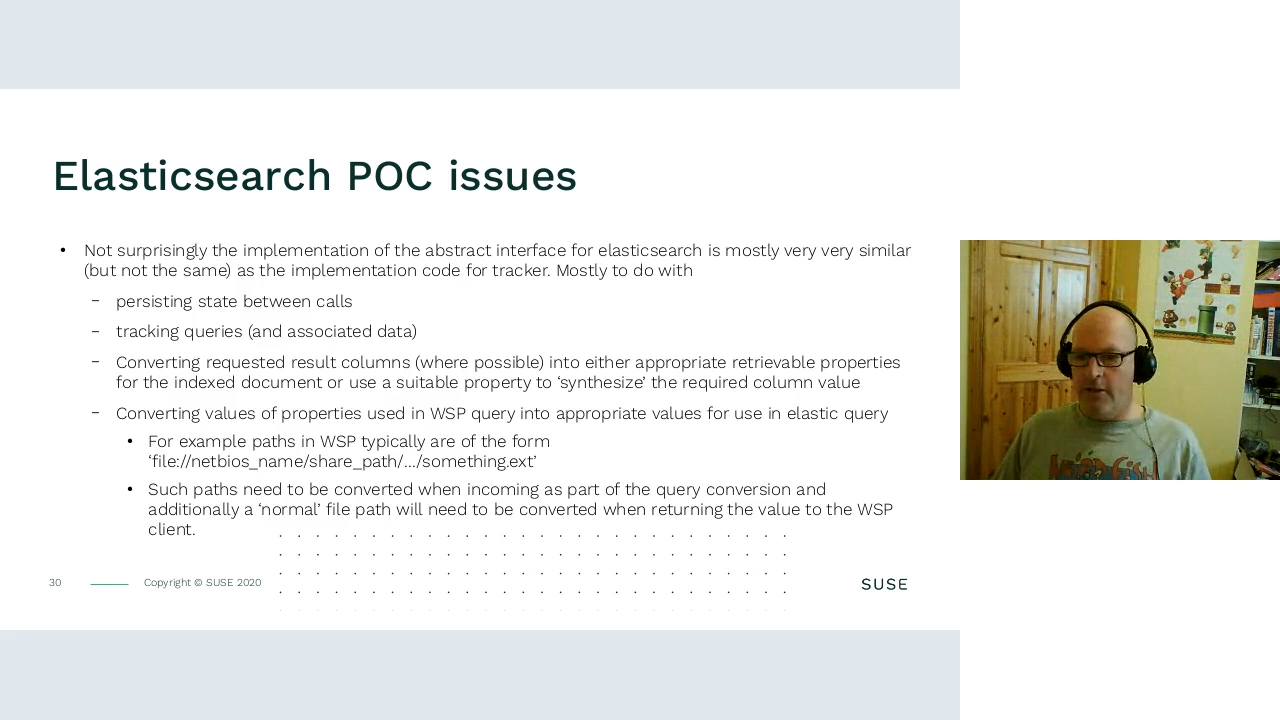 Elasticsearch POC issues
• Not surprisingly the implementation of the abstract interface for elasticsearch is mostly very very similar
(but not the same) as the implementation code for tracker. Mostly to do with
– persisting state between calls
– tracking queries (and associated data)
– Converting requested result columns (where possible) into either appropriate retrievable properties
for the indexed document or use a suitable property to ‘synthesize’ the required column value
– Converting values of properties used in WSP query into appropriate values for use in elastic query
• For example paths in WSP typically are of the form
‘file://netbios_name/share_path/.../something.ext’
• Such paths need to be converted when incoming as part of the query conversion and
additionally a ‘normal’ file path will need to be converted when returning the value to the WSP
client.
30 Copyright © SUSE 2020
SUSE